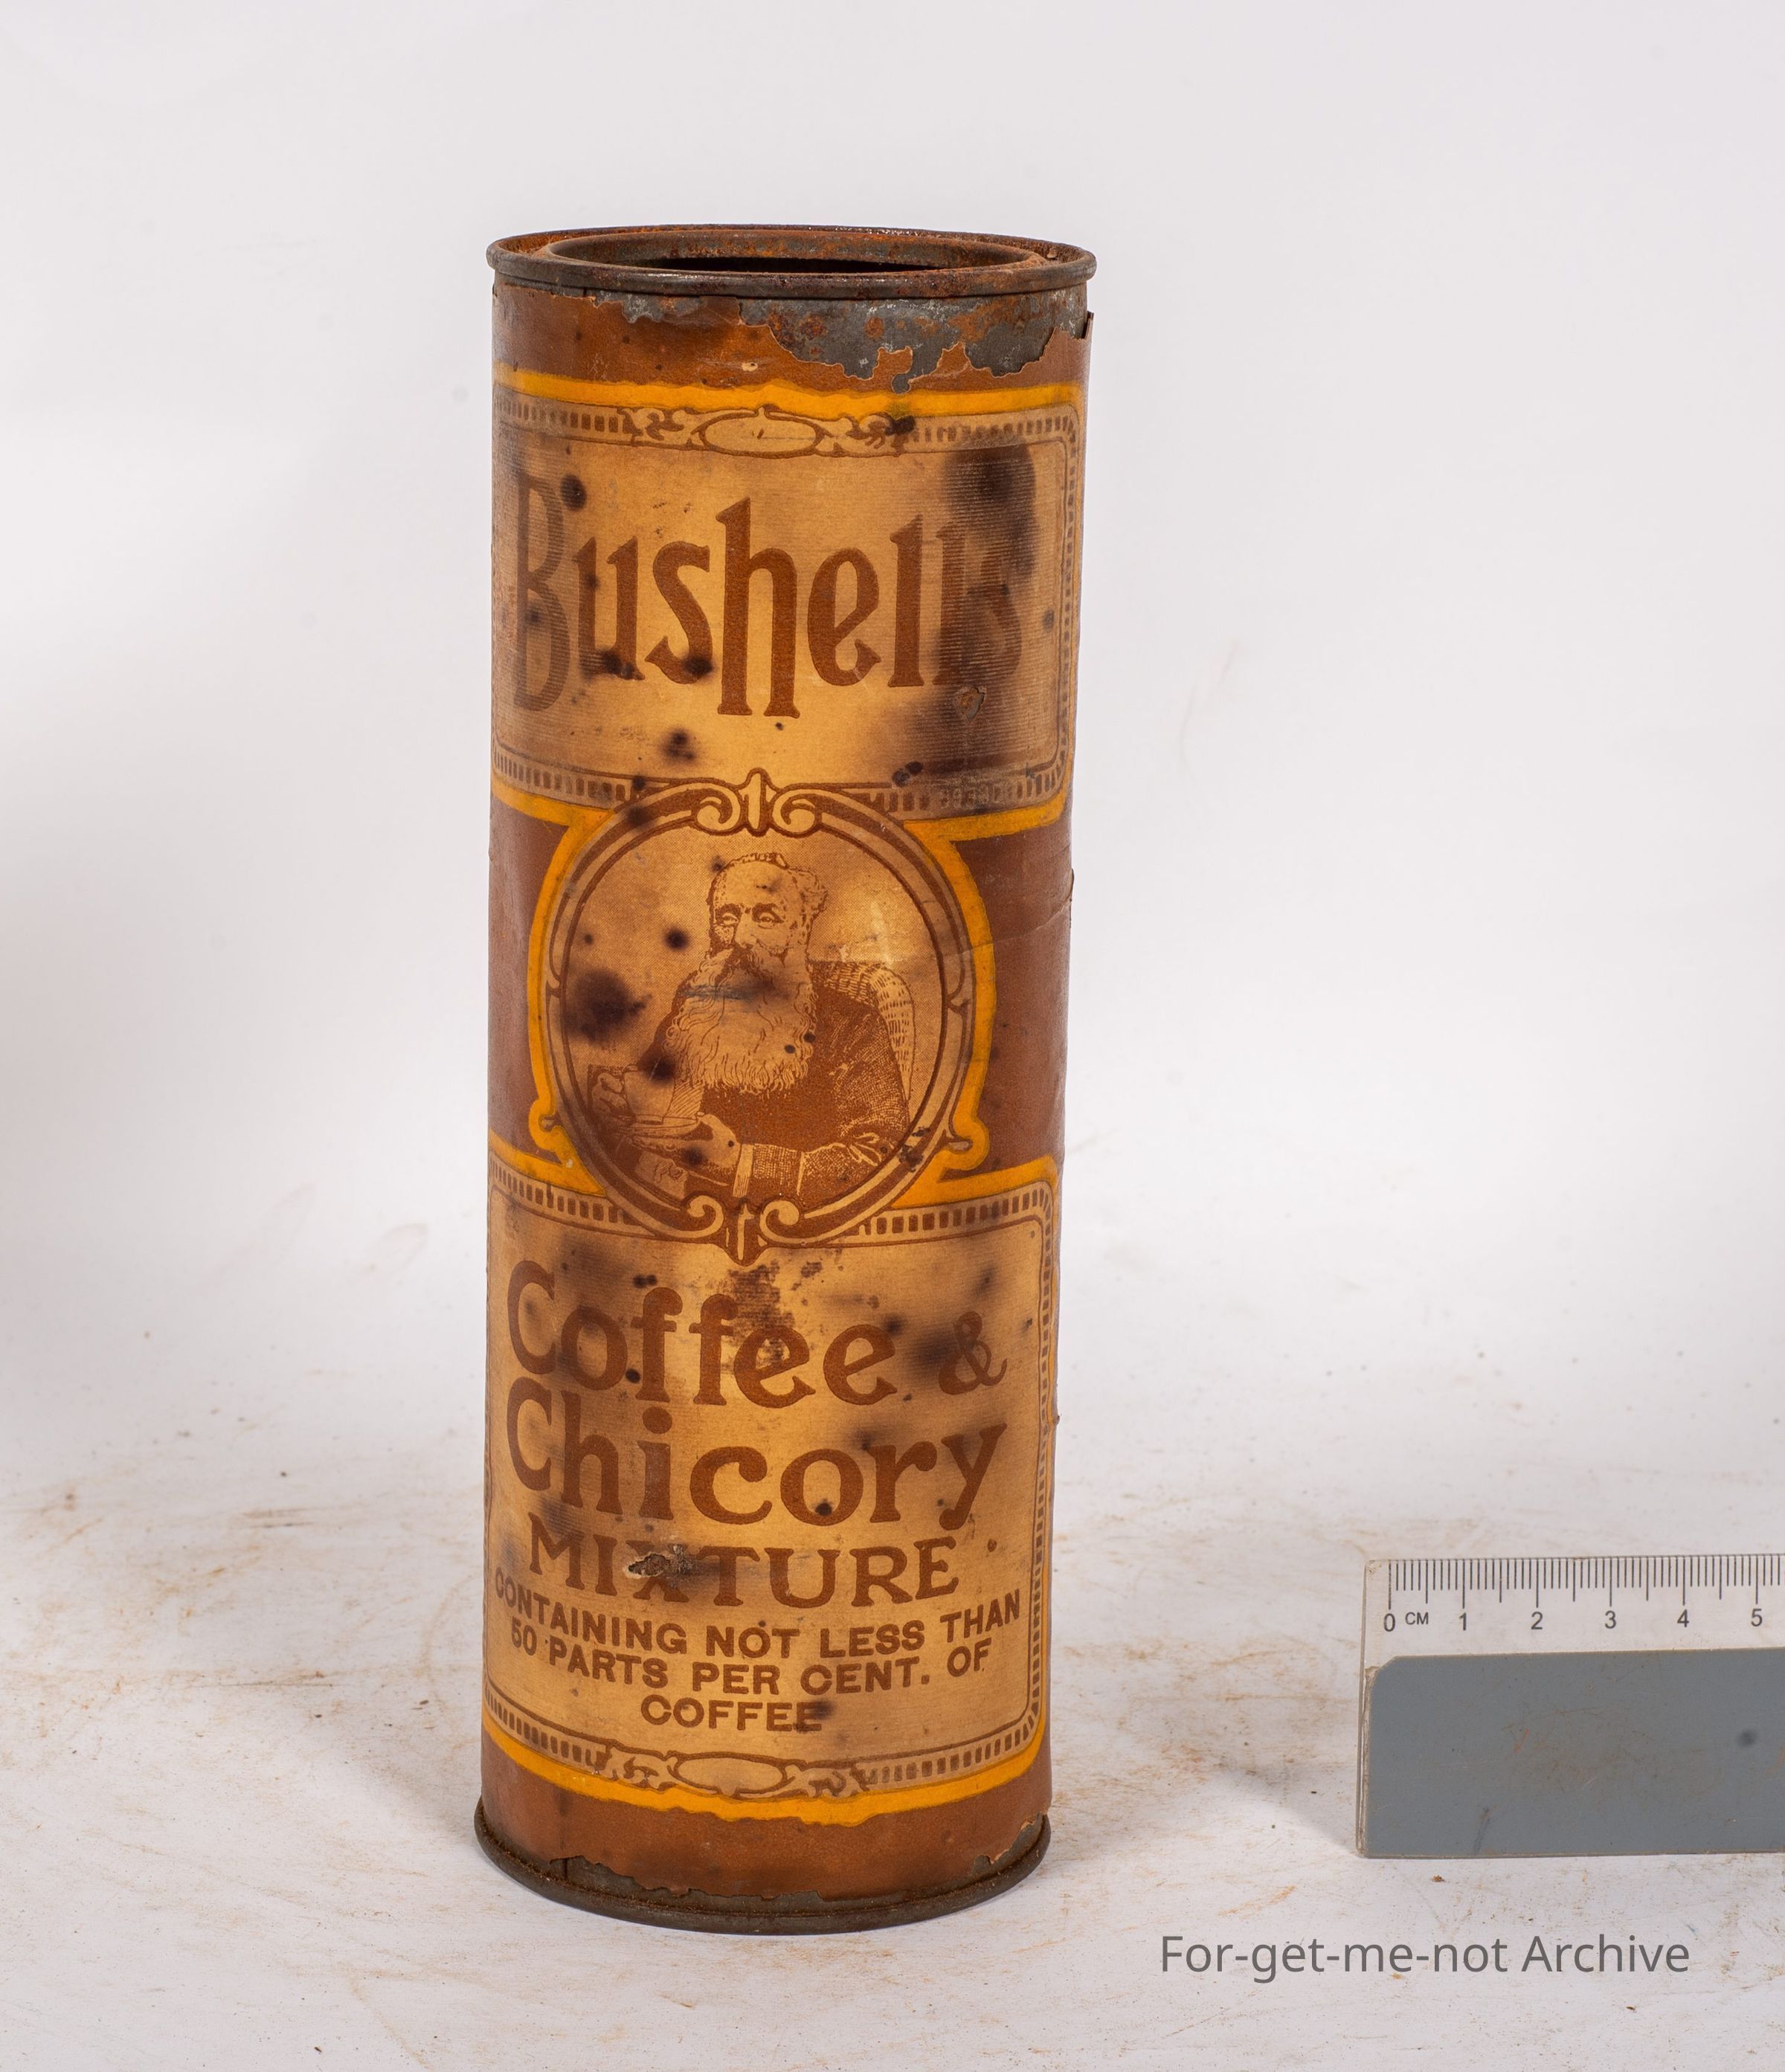 Bushells
Coffee &
Chicory
MIXTURE
CONTAINING NOT LESS THAN
50 PARTS PER CENT. OF
COFFEE
0 CM 1 2 3 4 5
For-get-me-not Archive